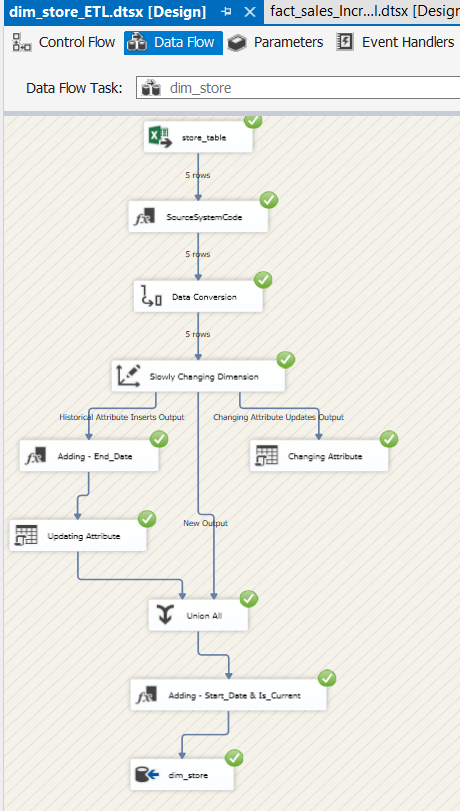 dim_store_ETL.dtsx [Design]
fact_sales_Incr...l.dtsx [Design
Control Flow
Data Flow
Parameters
Event Handlers
Data Flow Task:
dim_store
store_table
5 rows
SourceSystemCode
5 rows
Data Conversion
5 rows
Slowly Changing Dimension
Historical Attribute Inserts Output
Changing Attribute Updates Output
Adding - End_Date
Changing Attribute
New Output
Updating Attribute
Union All
Adding - Start_Date & Is_Current
dim_store